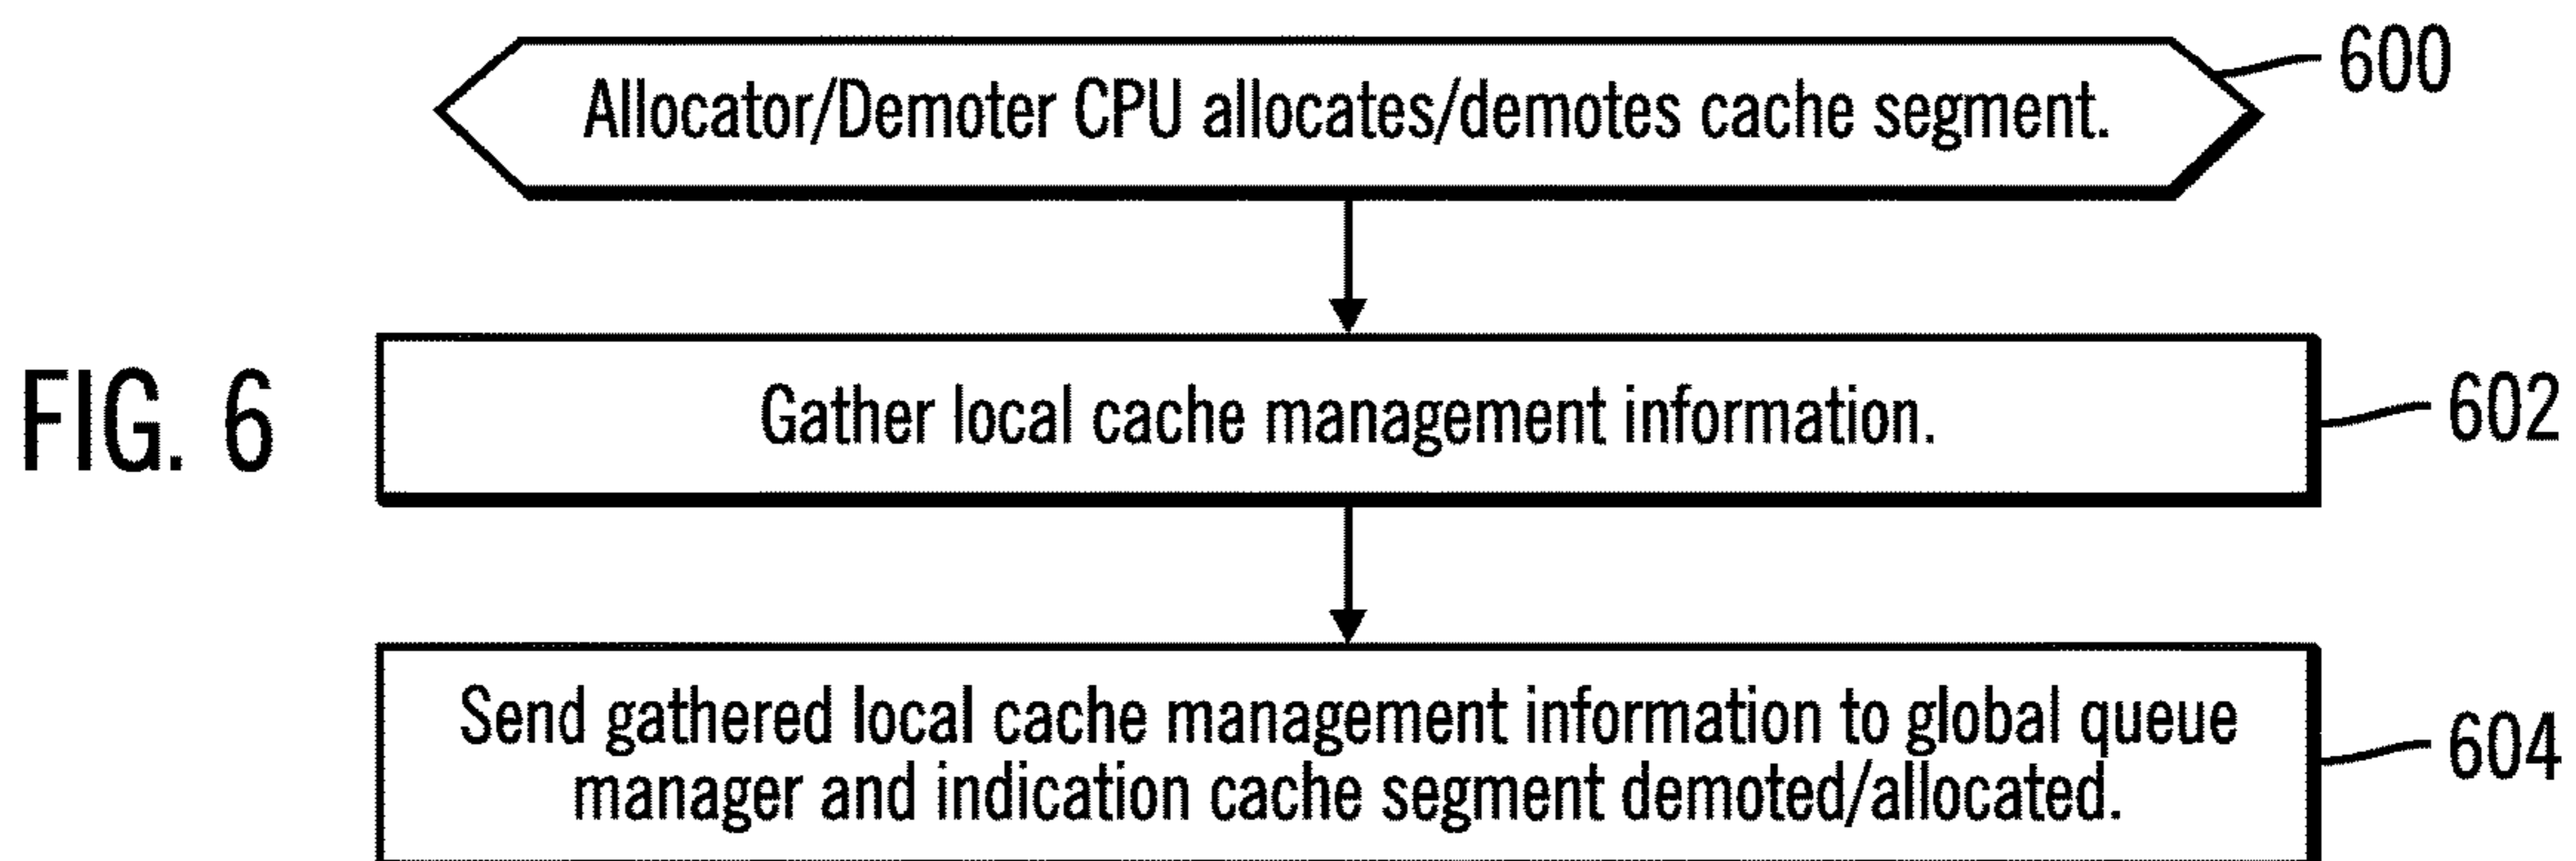 Allocator/Demoter CPU allocates/demotes cache segment.
600
FIG. 6
Gather local cache management information.
602
Send gathered local cache management information to global queue
manager and indication cache segment demoted/allocated.
604